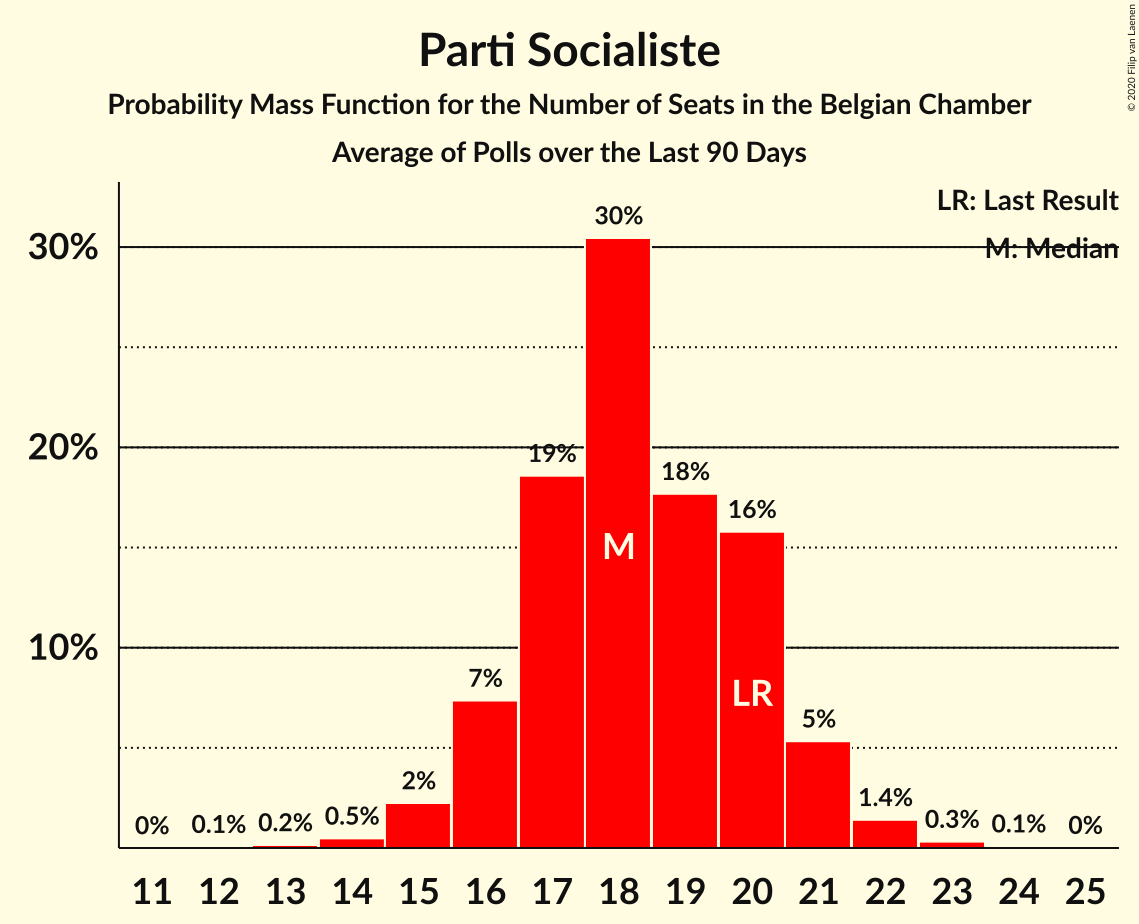 Parti Socialiste
Probability Mass Function for the Number of Seats in the Belgian Chamber
Average of Polls over the Last 90 Days
© 2020 Filip van Laenen
LR: Last Result
M: Median
30%
20%
10%
0%
0.1%
0.2%
0.5%
2%
7%
19%
30%
18%
16%
5%
1.4%
0.3%
0.1%
0%
M
LR
11 12 13 14 15 16 17 18 19 20 21 22 23 24 25